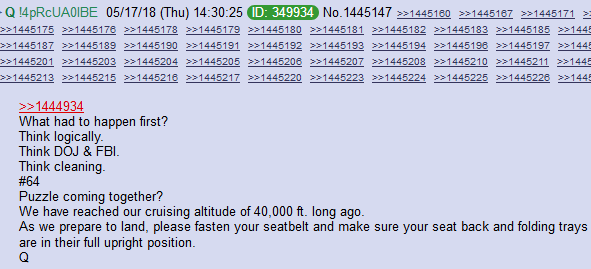 Q !4pRcUA0lBE 05/17/18 (Thu) 14:30:25 ID: 349934 No.1445147 >>1445160 >>1445167 >>1445171
>>1445175 >>1445176 >>1445178 >>1445179 >>1445180 >>1445181 >>1445182 >>1445183 >>1445185
>>1445187 >>1445189 >>1445190 >>1445191 >>1445192 >>1445193 >>1445194 >>1445196 >>1445197
>>1445201 >>1445203 >>1445204 >>1445205 >>1445206 >>1445207 >>1445208 >>1445210 >>1445211
>>1445213 >>1445215 >>1445216 >>1445217 >>1445220 >>1445223 >>1445224 >>1445225 >>1445226
>>1444934
What had to happen first?
Think logically.
Think DOJ & FBI.
Think cleaning.
#64
Puzzle coming together?
We have reached our cruising altitude of 40,000 ft. long ago.
As we prepare to land, please fasten your seatbelt and make sure your seat back and folding trays
are in their full upright position.
Q